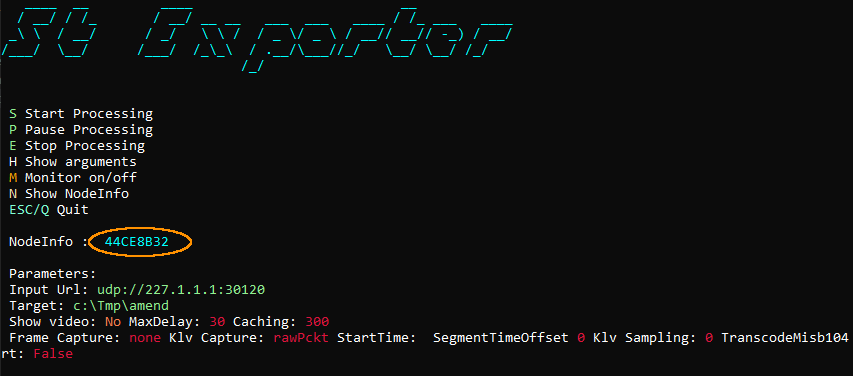 St Exporter
S Start Processing
P Pause Processing
E Stop Processing
H Show arguments
M Monitor on/off
N Show NodeInfo
ESC/Q Quit
NodeInfo : 44CE8B32
Parameters:
Input Url: udp://227.1.1.1:30120
Target: c:\Tmp\amend
Show video: No MaxDelay: 30 Caching: 300
Frame Capture: none Klv Capture: rawPckt StartTime:  SegmentTimeOffset 0 Klv Sampling: 0 TranscodeMisb104
rt: False